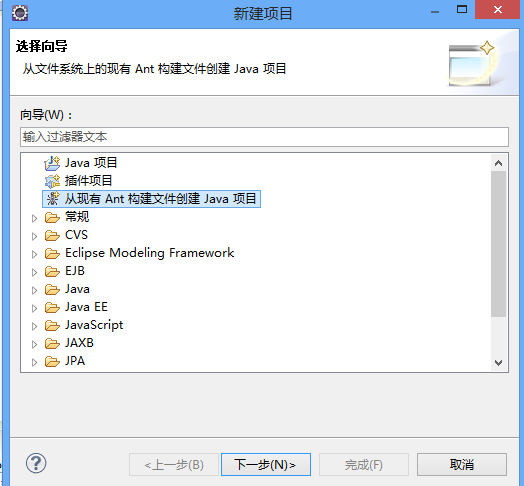 新建项目
选择向导
从文件系统上的现有 Ant 构建文件创建 Java 项目
向导(W)：
输入过滤器文本
Java 项目
插件项目
从现有 Ant 构建文件创建 Java 项目
常规
CVS
Eclipse Modeling Framework
EJB
Java
Java EE
JavaScript
JAXB
JPA
<上一步(B) 下一步(N)> 完成(F) 取消